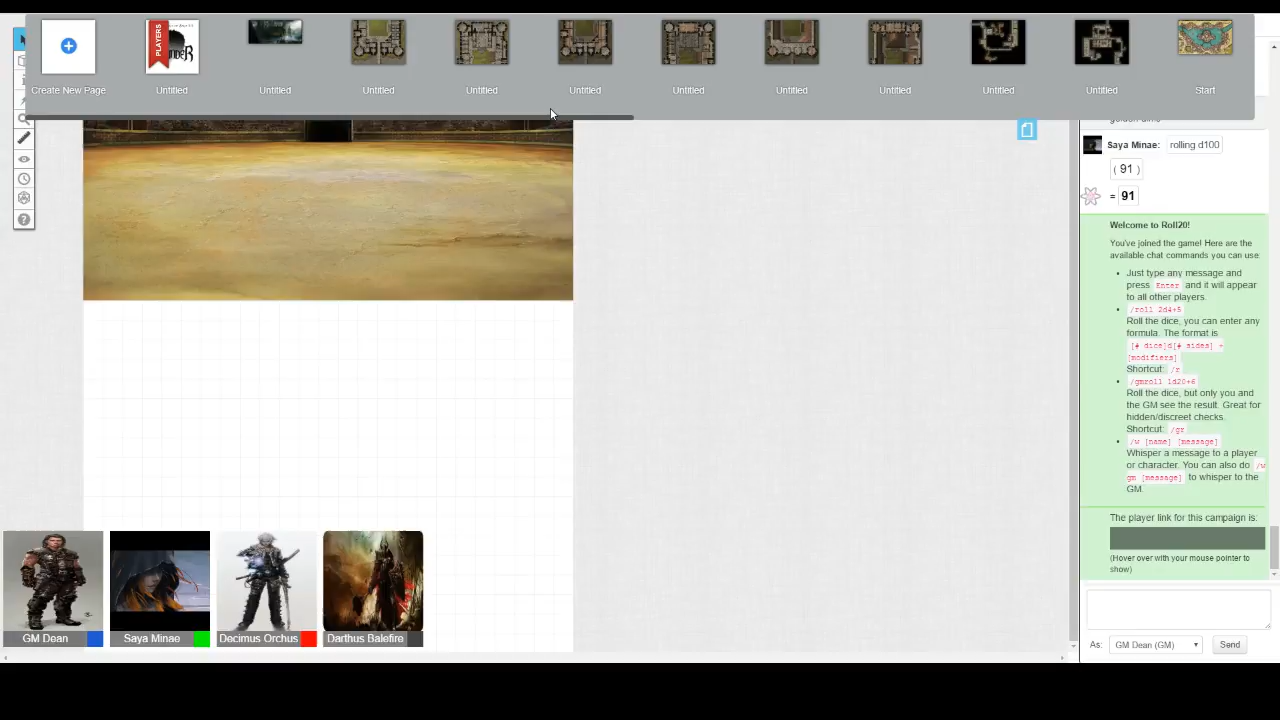 PLAYERS
Create New Page
Untitled
Untitled
Untitled
Untitled
Untitled
Untitled
Untitled
Untitled
Untitled
Untitled
Start
Saya Minae: rolling d100
( 91 )
= 91
Welcome to Roll20!
You've joined the game! Here are the
available chat commands you can use:
• Just type any message and
press Enter and it will appear
to all other players.
• /roll 2d4+5
Roll the dice, you can enter any
formula. The format is
[# dice]d[# sides] +
[modifiers]
Shortcut: /r
• /gmroll 1d20+6
Roll the dice, but only you and
the GM see the result. Great for
hidden/discreet checks.
Shortcut: /gr
• /w [name] [message]
Whisper a message to a player
or character. You can also do /w
gm [message] to whisper to the
GM.
The player link for this campaign is:
(Hover over with your mouse pointer to
show)
GM Dean
Saya Minae
Decimus Orchus
Darthus Balefire
As: GM Dean (GM) Send